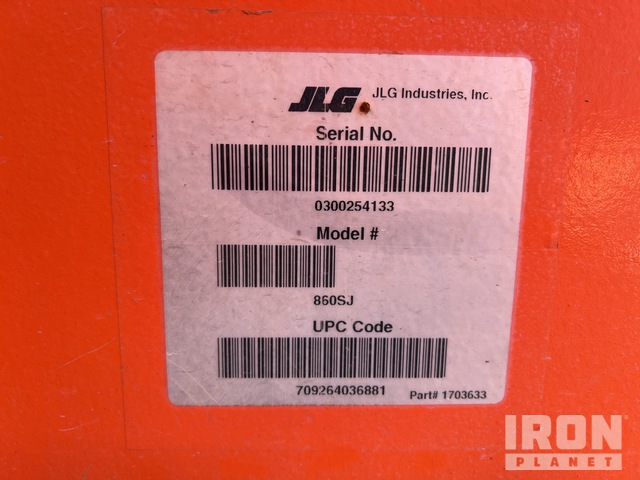 JLG JLG Industries, Inc.
Serial No.
0300254133
Model #
860SJ
UPC Code
709264036881 Part# 1703633
IRON
PLANET